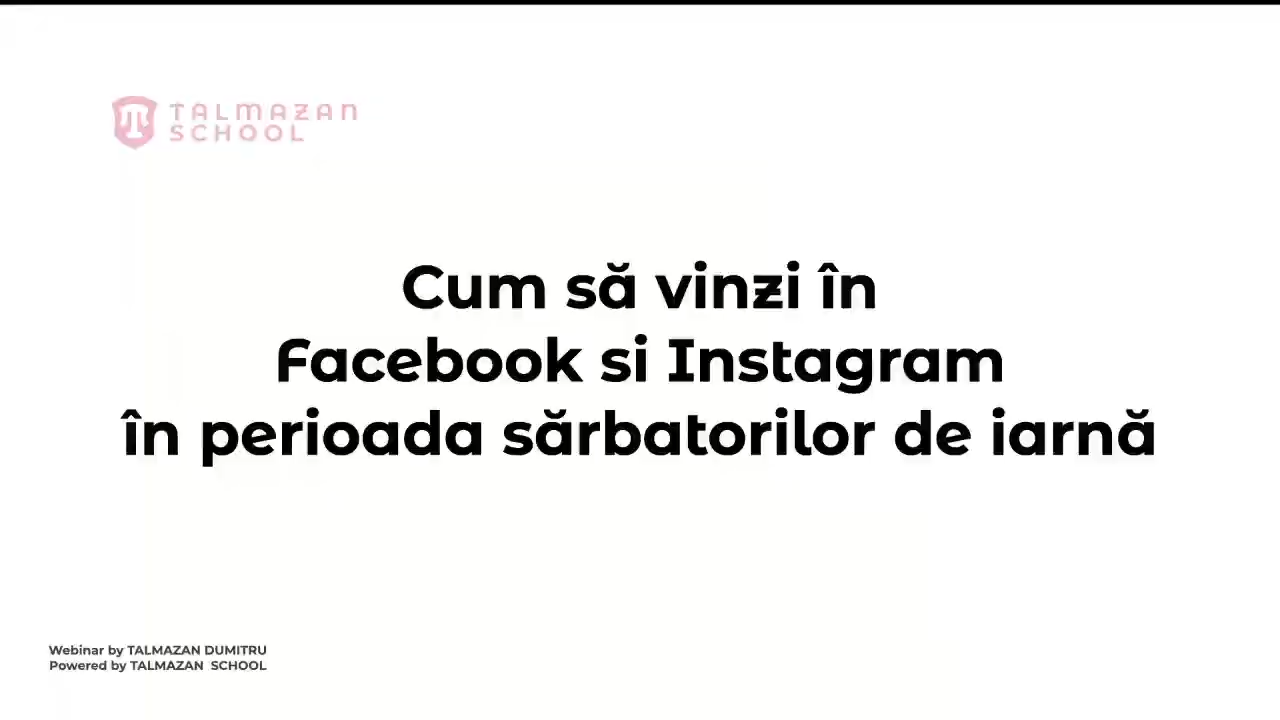 TALMAZAN
SCHOOL
Cum să vinzi în
Facebook si Instagram
în perioada sărbatorilor de iarnă
Webinar by TALMAZAN DUMITRU
Powered by TALMAZAN SCHOOL